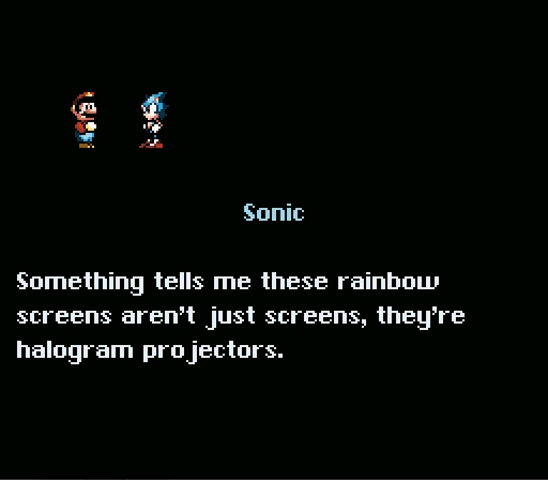 Sonic
Something tells me these rainbow
screens aren't just screens, they're
halogram projectors.